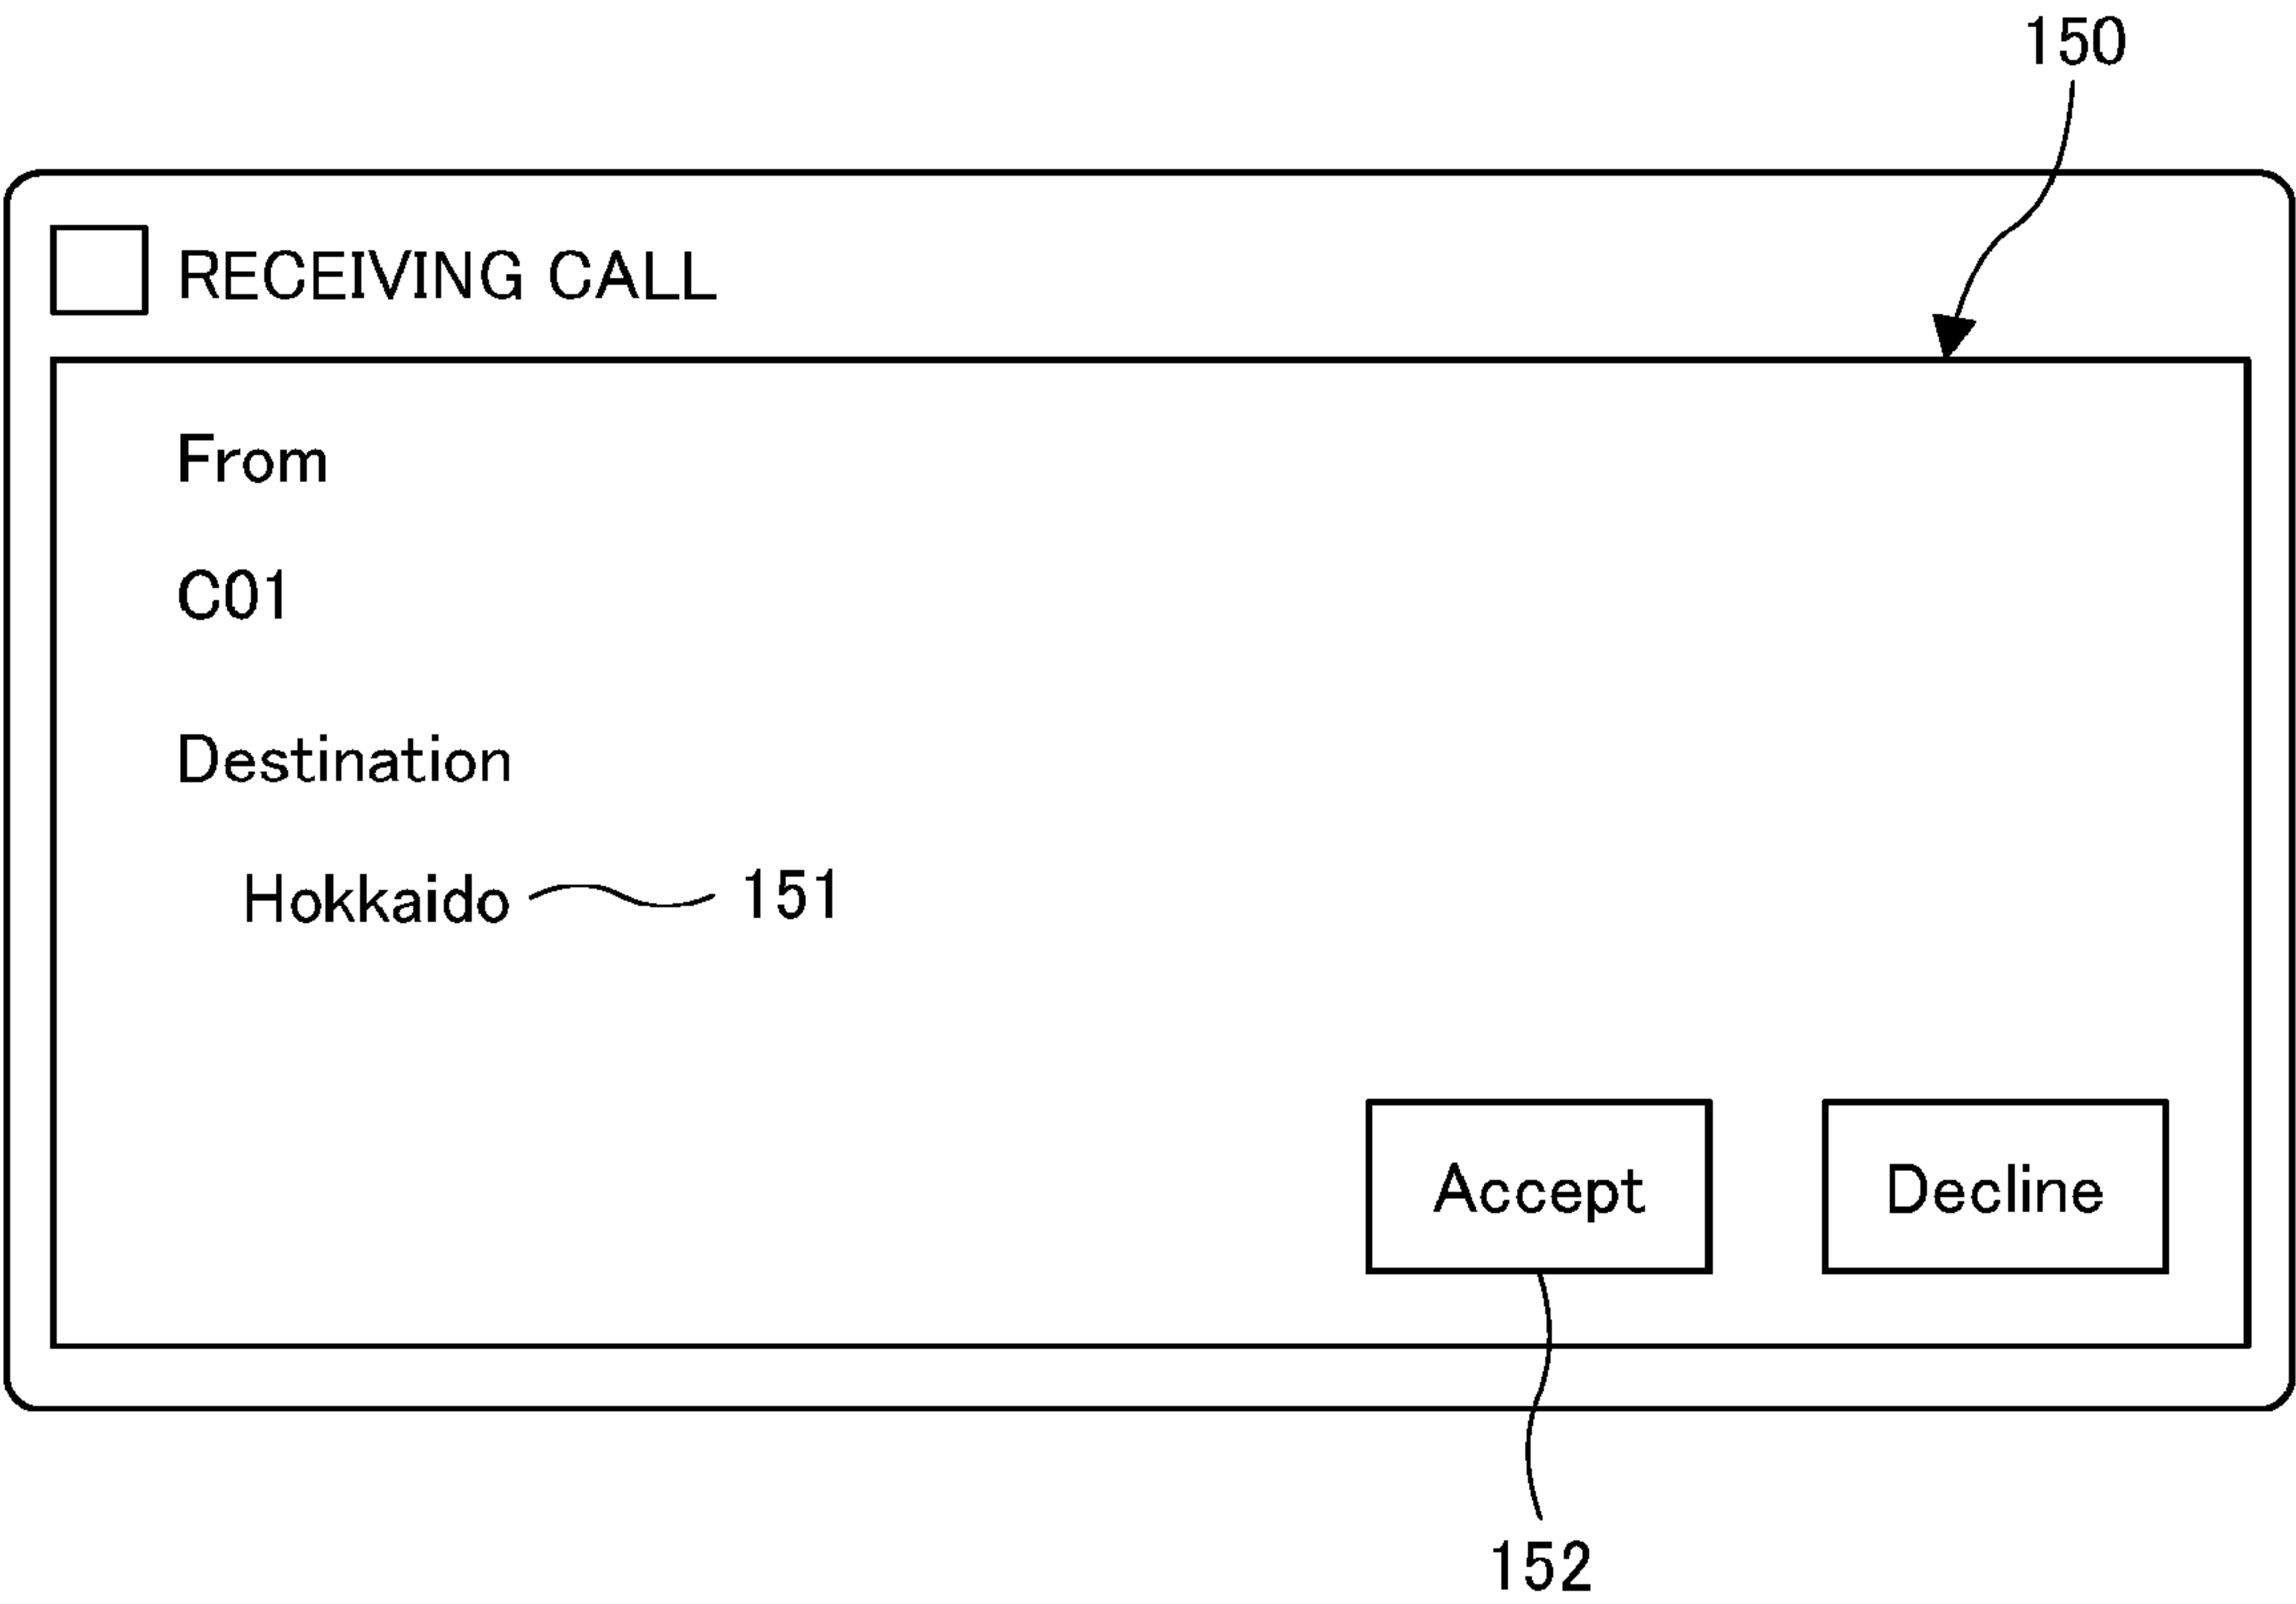 150
RECEIVING CALL
From
C01
Destination
Hokkaido 151
Accept Decline
152